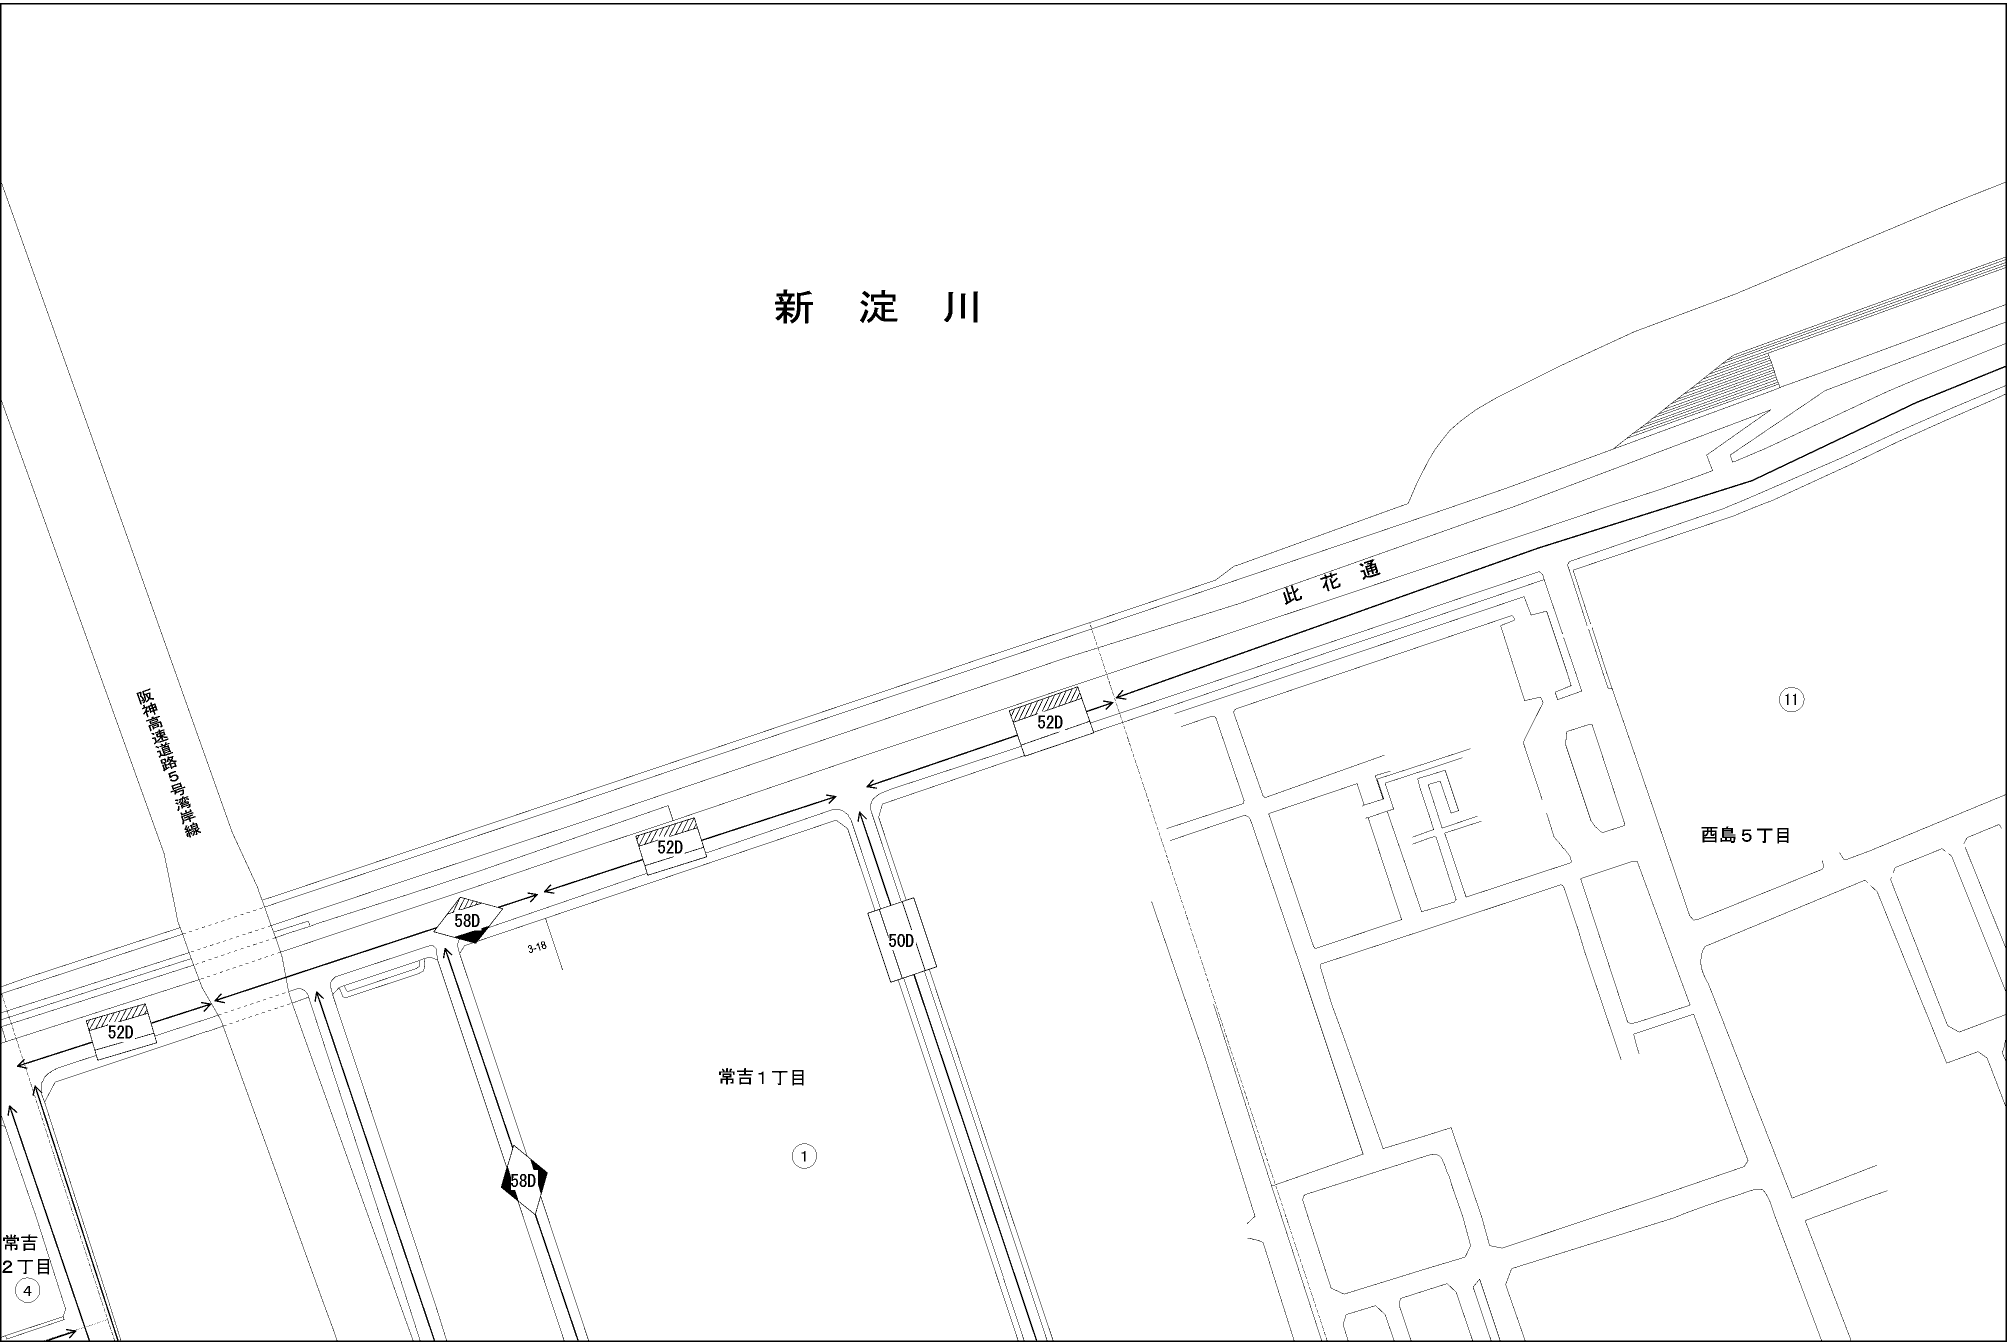 新 淀 川
此 花 通
阪神高速道路5号湾岸線
11
52D
酉島5丁目
52D
58D
3-18
50D
52D
常吉1丁目
1
58D
常吉
2丁目
4